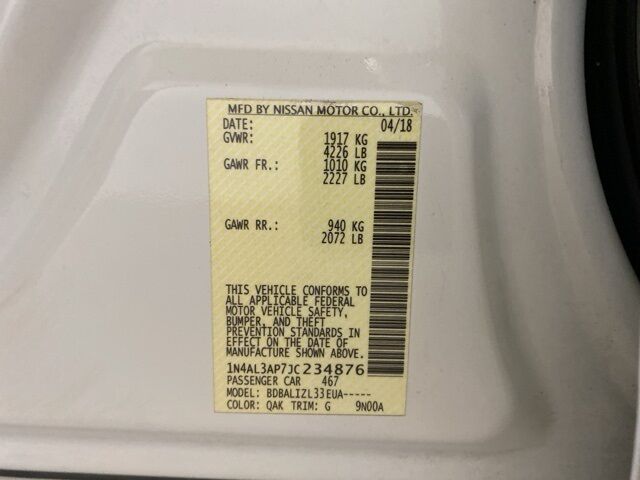 MFD BY NISSAN MOTOR CO., LTD.
DATE: 04/18
GVWR: 1917 KG
4226 LB
GAWR FR.: 1010 KG
2227 LB
GAWR RR.: 940 KG
2072 LB
THIS VEHICLE CONFORMS TO
ALL APPLICABLE FEDERAL
MOTOR VEHICLE SAFETY,
BUMPER, AND THEFT
PREVENTION STANDARDS IN
EFFECT ON THE DATE OF
MANUFACTURE SHOWN ABOVE.
1N4AL3AP7JC234876
PASSENGER CAR 467
MODEL: BDBALIZL33EUA-----
COLOR: QAK TRIM: G 9N00A